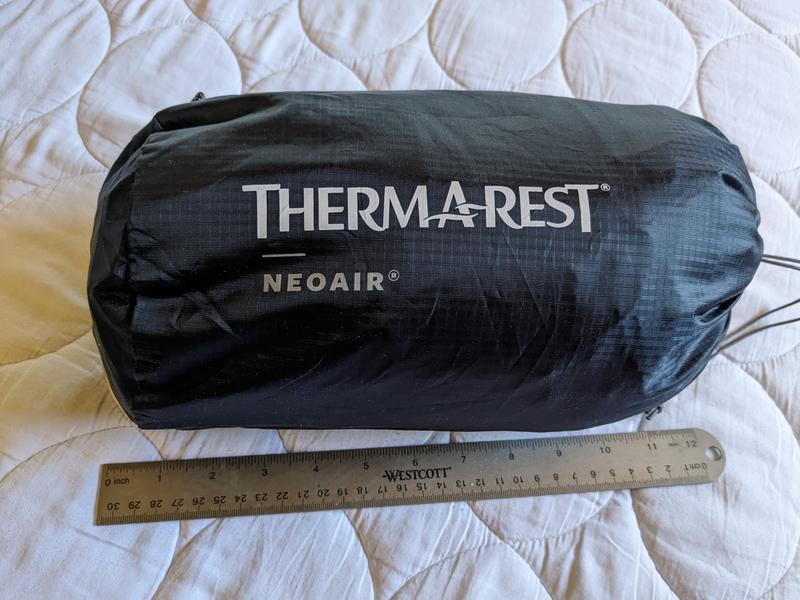 THERMAREST®
NEOAIR®
0 inch 1 2 3 4 5 6 7 8 9 10 11 12
WESTCOTT®
30 29 28 27 26 25 24 23 22 21 20 19 18 17 16 15 14 13 12 11 10 9 8 7 6 5 4 3 2 1 0 cm